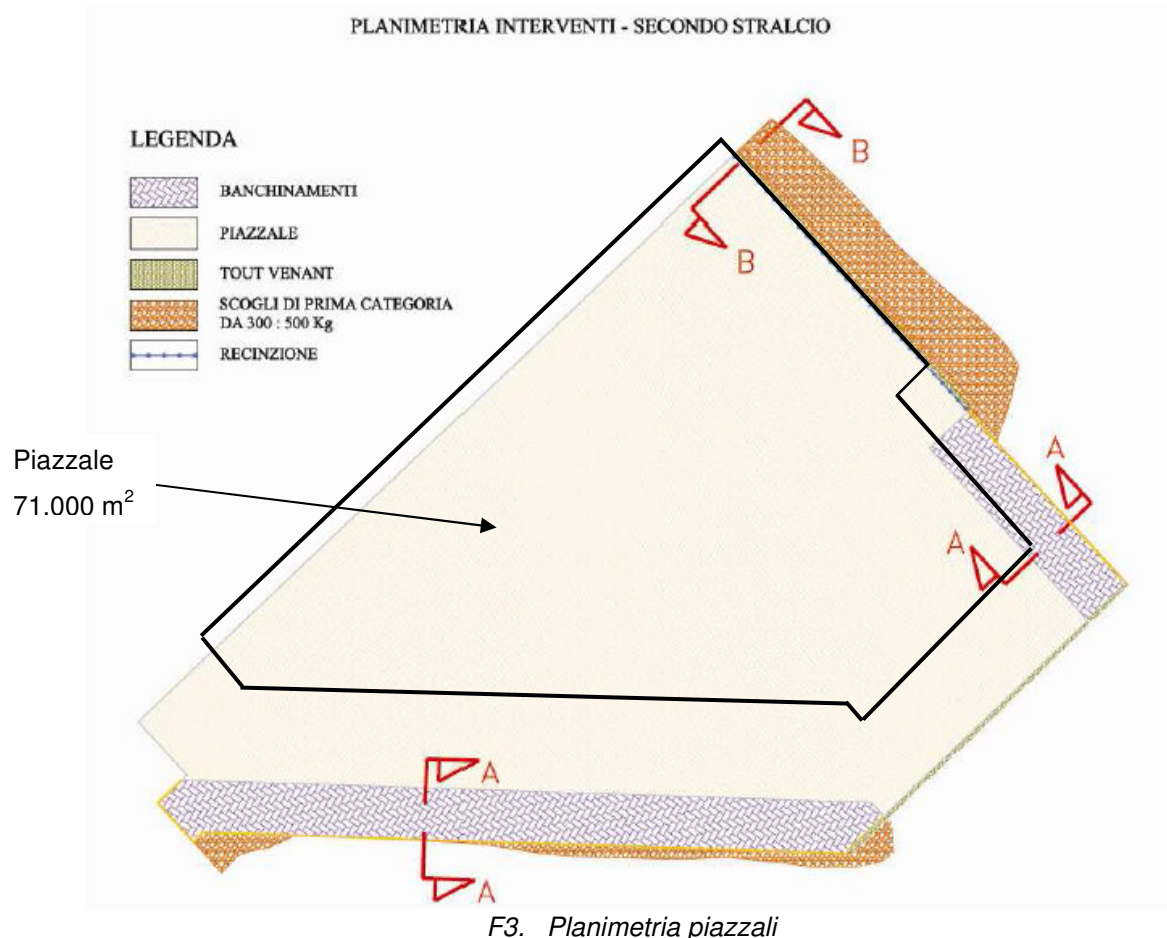 PLANIMETRIA INTERVENTI - SECONDO STRALCIO
LEGENDA
BANCHINAMENTI
PIAZZALE
TOUT VENANT
SCOGLI DI PRIMA CATEGORIA
DA 300 : 500 Kg
RECINZIONE
B
B
A
A
Piazzale
71.000 m²
A
A
F3. Planimetria piazzali